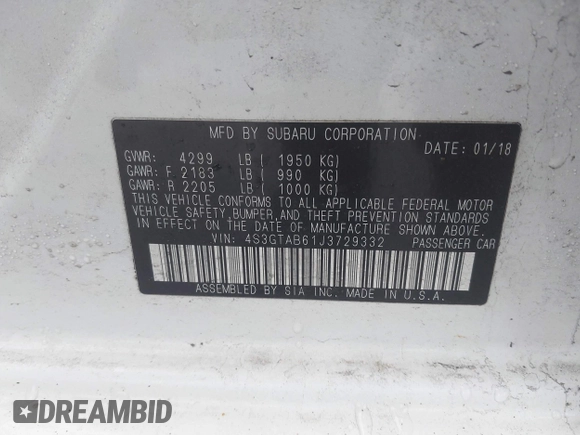 MFD BY SUBARU CORPORATION DATE: 01/18
GVWR: 4299 LB ( 1950 KG)
GAWR: F 2183 LB ( 990 KG)
GAWR: R 2205 LB ( 1000 KG)
THIS VEHICLE CONFORMS TO ALL APPLICABLE FEDERAL MOTOR
VEHICLE SAFETY, BUMPER, AND THEFT PREVENTION STANDARDS
IN EFFECT ON THE DATE OF MANUFACTURE SHOWN ABOVE.
VIN: 4S3GTAB61J3729332 PASSENGER CAR
ASSEMBLED BY SIA INC. MADE IN U.S.A.
DREAMBID